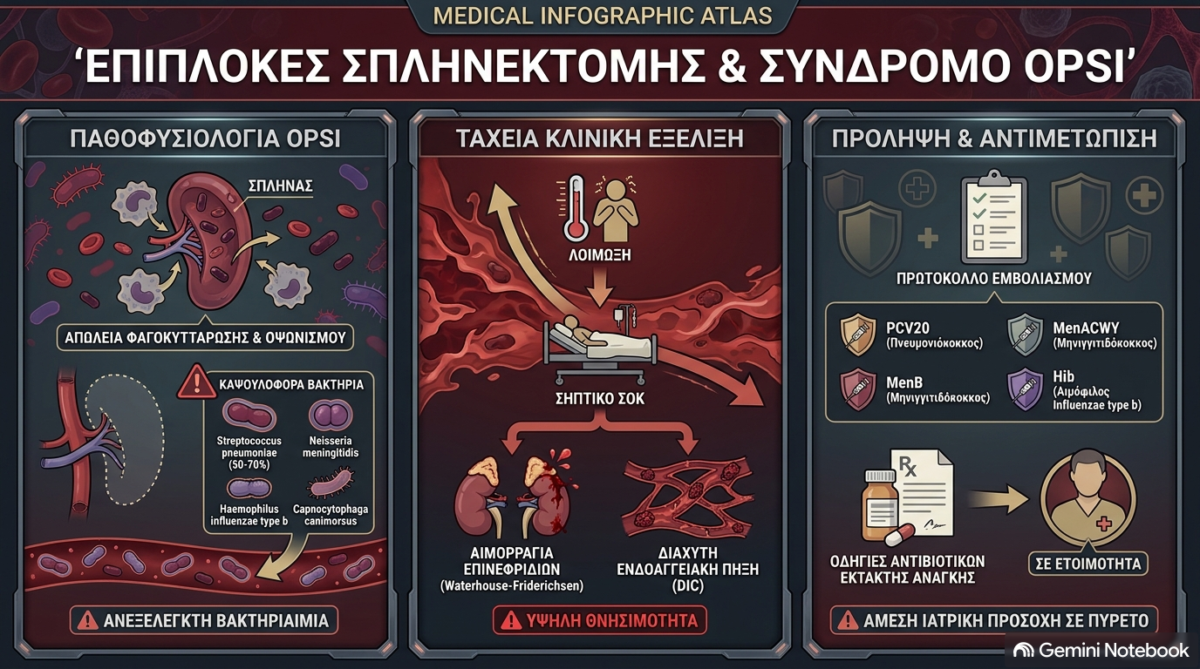 MEDICAL INFOGRAPHIC ATLAS
‘ΕΠΙΠΛΟΚΕΣ ΣΠΛΗΝΕΚΤΟΜΗΣ & ΣΥΝΔΡΟΜΟ OPSI’
ΠΑΘΟΦΥΣΙΟΛΟΓΙΑ OPSI
ΣΠΛΗΝΑΣ
ΑΠΩΛΕΙΑ ΦΑΓΟΚΥΤΤΑΡΩΣΗΣ & ΟΨΩΝΙΣΜΟΥ
ΚΑΨΟΥΛΟΦΟΡΑ ΒΑΚΤΗΡΙΑ
Streptococcus
pneumoniae
(50-70%)
Neisseria
meningitidis
Haemophilus
influenzae type b
Capnocytophaga
canimorsus
ΑΝΕΞΕΛΕΓΚΤΗ ΒΑΚΤΗΡΙΑΙΜΙΑ
ΤΑΧΕΙΑ ΚΛΙΝΙΚΗ ΕΞΕΛΙΞΗ
ΛΟΙΜΩΞΗ
ΣΗΠΤΙΚΟ ΣΟΚ
ΑΙΜΟΡΡΑΓΙΑ
ΕΠΙΝΕΦΡΙΔΙΩΝ
(Waterhouse-Friderichsen)
ΔΙΑΧΥΤΗ
ΕΝΔΟΑΓΓΕΙΑΚΗ ΠΗΞΗ
(DIC)
ΥΨΗΛΗ ΘΝΗΣΙΜΟΤΗΤΑ
ΠΡΟΛΗΨΗ & ΑΝΤΙΜΕΤΩΠΙΣΗ
ΠΡΩΤΟΚΟΛΛΟ ΕΜΒΟΛΙΑΣΜΟΥ
PCV20
(Πνευμονιόκοκκος)
MenACWY
(Μηνιγγιτιδόκοκκος)
MenB
(Μηνιγγιτιδόκοκκος)
Hib
(Αιμόφιλος
Influenzae type b)
Rx
ΟΔΗΓΙΕΣ ΑΝΤΙΒΙΟΤΙΚΩΝ
ΕΚΤΑΚΤΗΣ ΑΝΑΓΚΗΣ
ΣΕ ΕΤΟΙΜΟΤΗΤΑ
ΑΜΕΣΗ ΙΑΤΡΙΚΗ ΠΡΟΣΟΧΗ ΣΕ ΠΥΡΕΤΟ
Gemini Notebook